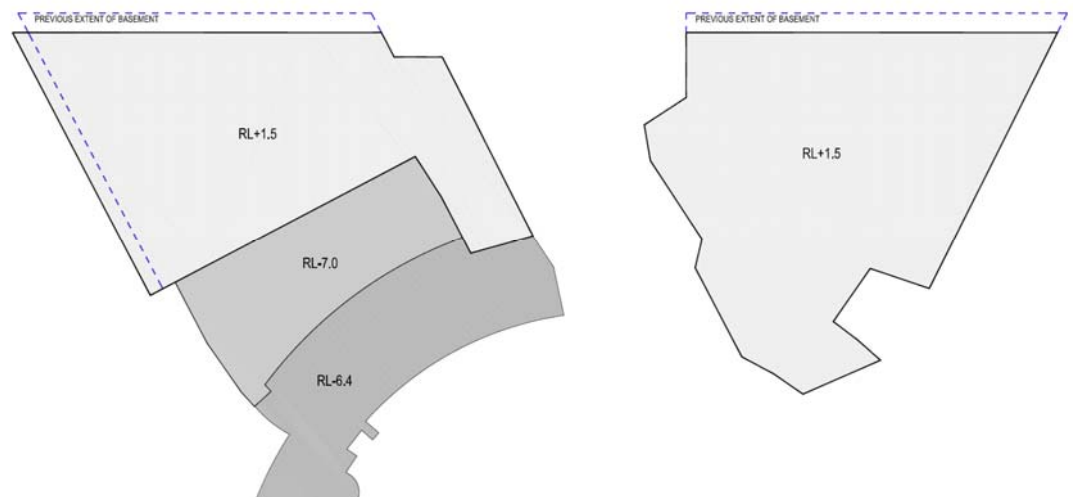 PREVIOUS EXTENT OF BASEMENT
PREVIOUS EXTENT OF BASEMENT
RL+1.5
RL+1.5
RL-7.0
RL-6.4